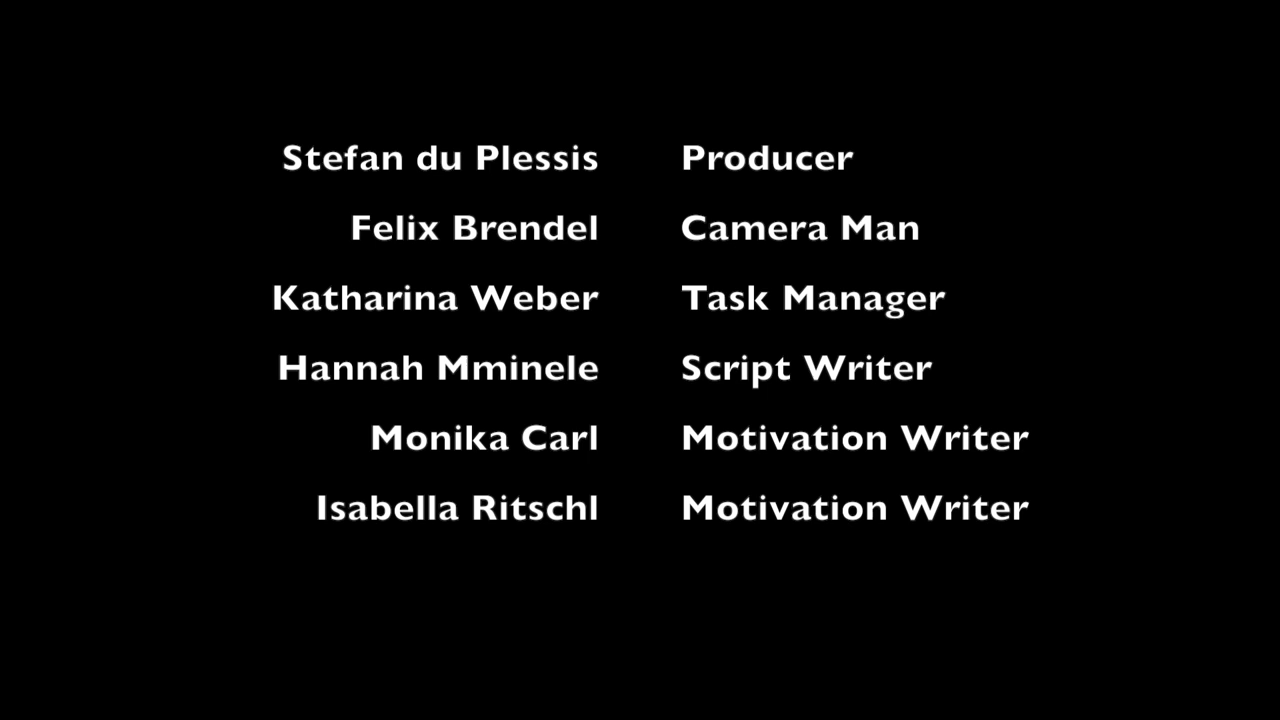 Stefan du Plessis Producer
Felix Brendel Camera Man
Katharina Weber Task Manager
Hannah Mminele Script Writer
Monika Carl Motivation Writer
Isabella Ritschl Motivation Writer